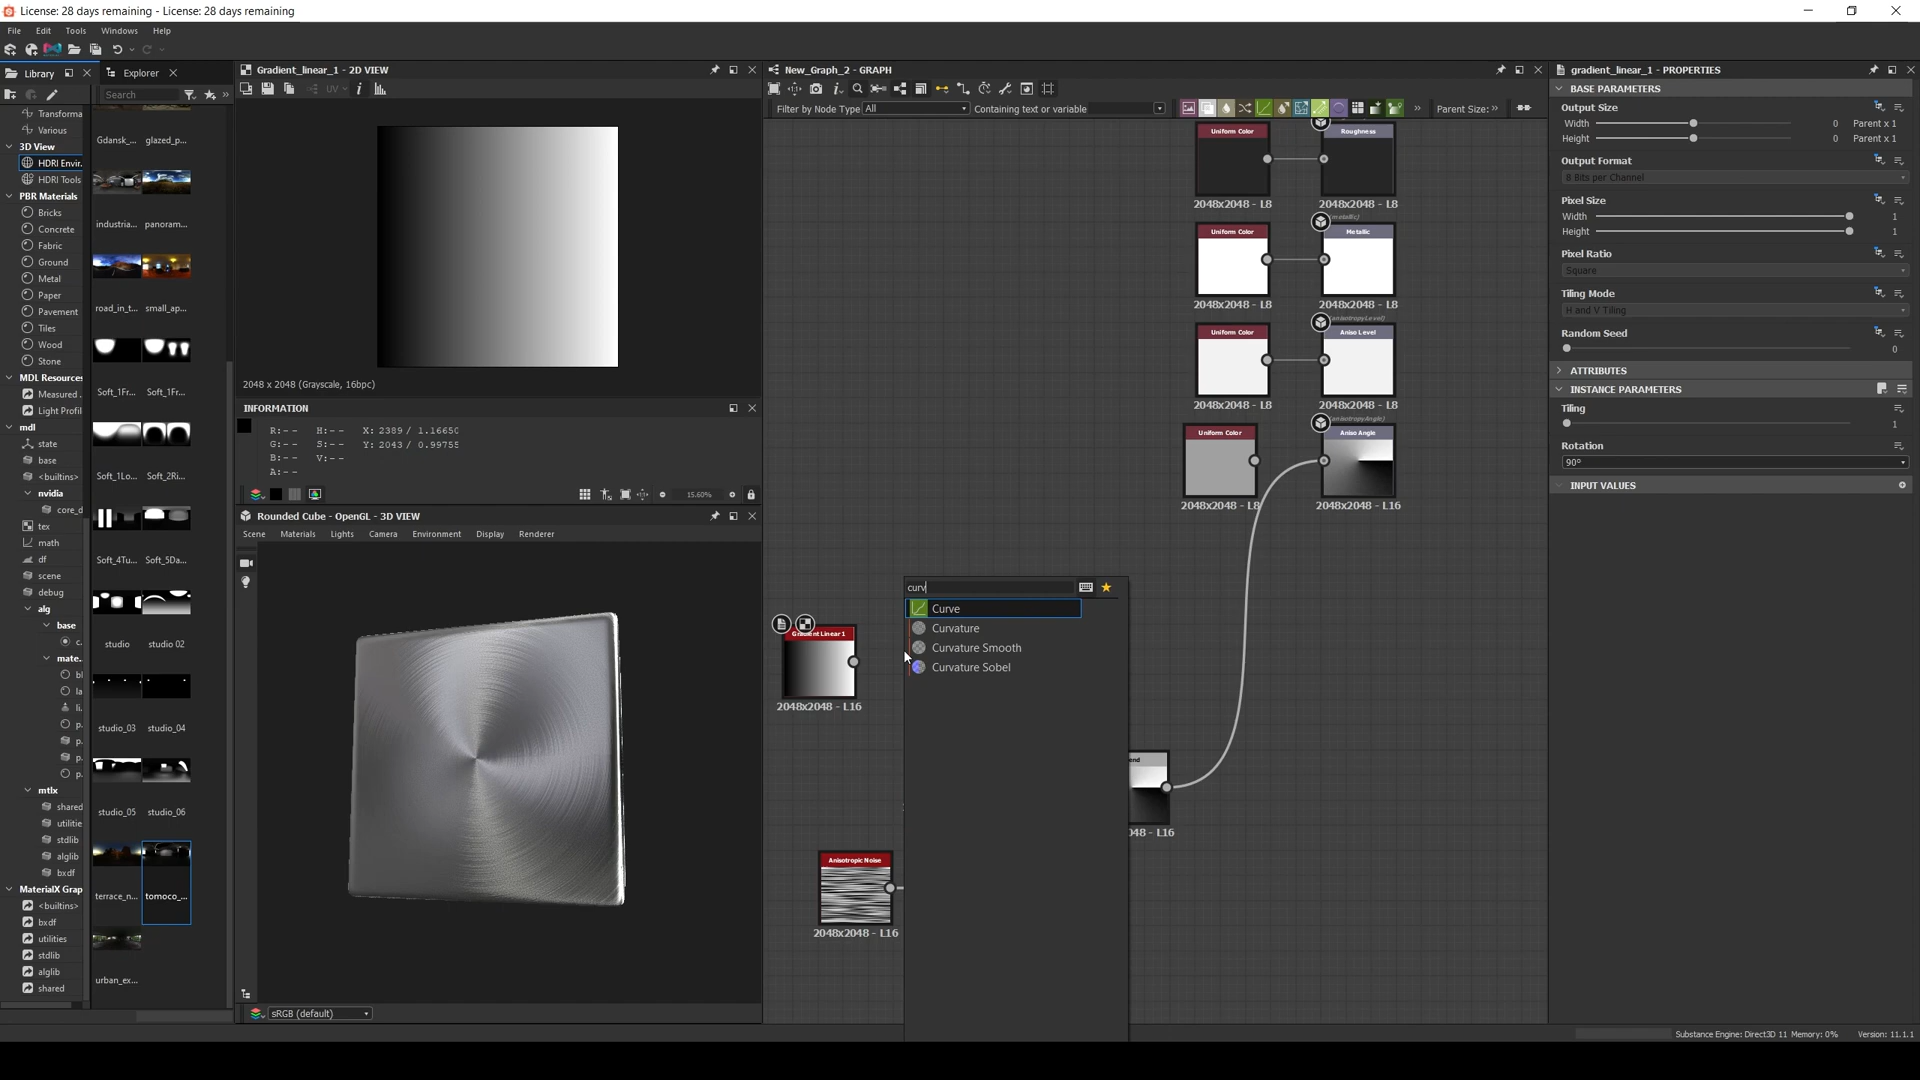 License: 28 days remaining - License: 28 days remaining
File Edit Tools Windows Help
Library
Explorer
Search
Transforma
Various
3D View
HDRI Envir.
HDRI Tools
PBR Materials
Bricks
Concrete
Fabric
Ground
Metal
Paper
Pavement
Tiles
Wood
Stone
MDL Resources
Measured .
Light Profil
mdl
state
base
<builtins>
nvidia
core_d
tex
math
df
scene
debug
alg
base
c.
mate...
bl
la
li.
p.
p.
p.
p.
mtlx
shared
utilitie
stdlib
alglib
bxdf
MaterialX Grap
<builtins>
bxdf
utilities
stdlib
alglib
shared
Gdansk_... glazed_p...
industria... panoram...
road_in_t... small_ap...
Soft_1Fr... Soft_1Fr...
Soft_1Lo... Soft_2Ri...
Soft_4Tu... Soft_5Da...
studio studio 02
studio_03 studio_04
studio_05 studio_06
terrace_n... tomoco_...
urban_ex...
Gradient_linear_1 - 2D VIEW
UV
2048 x 2048 (Grayscale, 16bpc)
INFORMATION
R:-- H:-- X: 2389 / 1.16650
G:-- S:-- Y: 2043 / 0.99755
B:-- V:--
A:--
15.60%
Rounded Cube - OpenGL - 3D VIEW
Scene Materials Lights Camera Environment Display Renderer
sRGB (default)
New_Graph_2 - GRAPH
Filter by Node Type All Containing text or variable Parent Size: »
Uniform Color Roughness
2048x2048 - L8 2048x2048 - L8
(metallic)
Uniform Color Metallic
2048x2048 - L8 2048x2048 - L8
(anisotropyLevel)
Uniform Color Aniso Level
2048x2048 - L8 2048x2048 - L8
(anisotropyAngle)
Uniform Color Aniso Angle
2048x2048 - L8 2048x2048 - L16
curv
Curve
Curvature
Curvature Smooth
Curvature Sobel
Gradient Linear 1
2048x2048 - L16
end
048 - L16
Anisotropic Noise
2048x2048 - L16
gradient_linear_1 - PROPERTIES
BASE PARAMETERS
Output Size
Width 0 Parent x 1
Height 0 Parent x 1
Output Format
8 Bits per Channel
Pixel Size
Width 1
Height 1
Pixel Ratio
Square
Tiling Mode
H and V Tiling
Random Seed
0
ATTRIBUTES
INSTANCE PARAMETERS
Tiling
1
Rotation
90°
INPUT VALUES
Substance Engine: Direct3D 11 Memory: 0% Version: 11.1.1